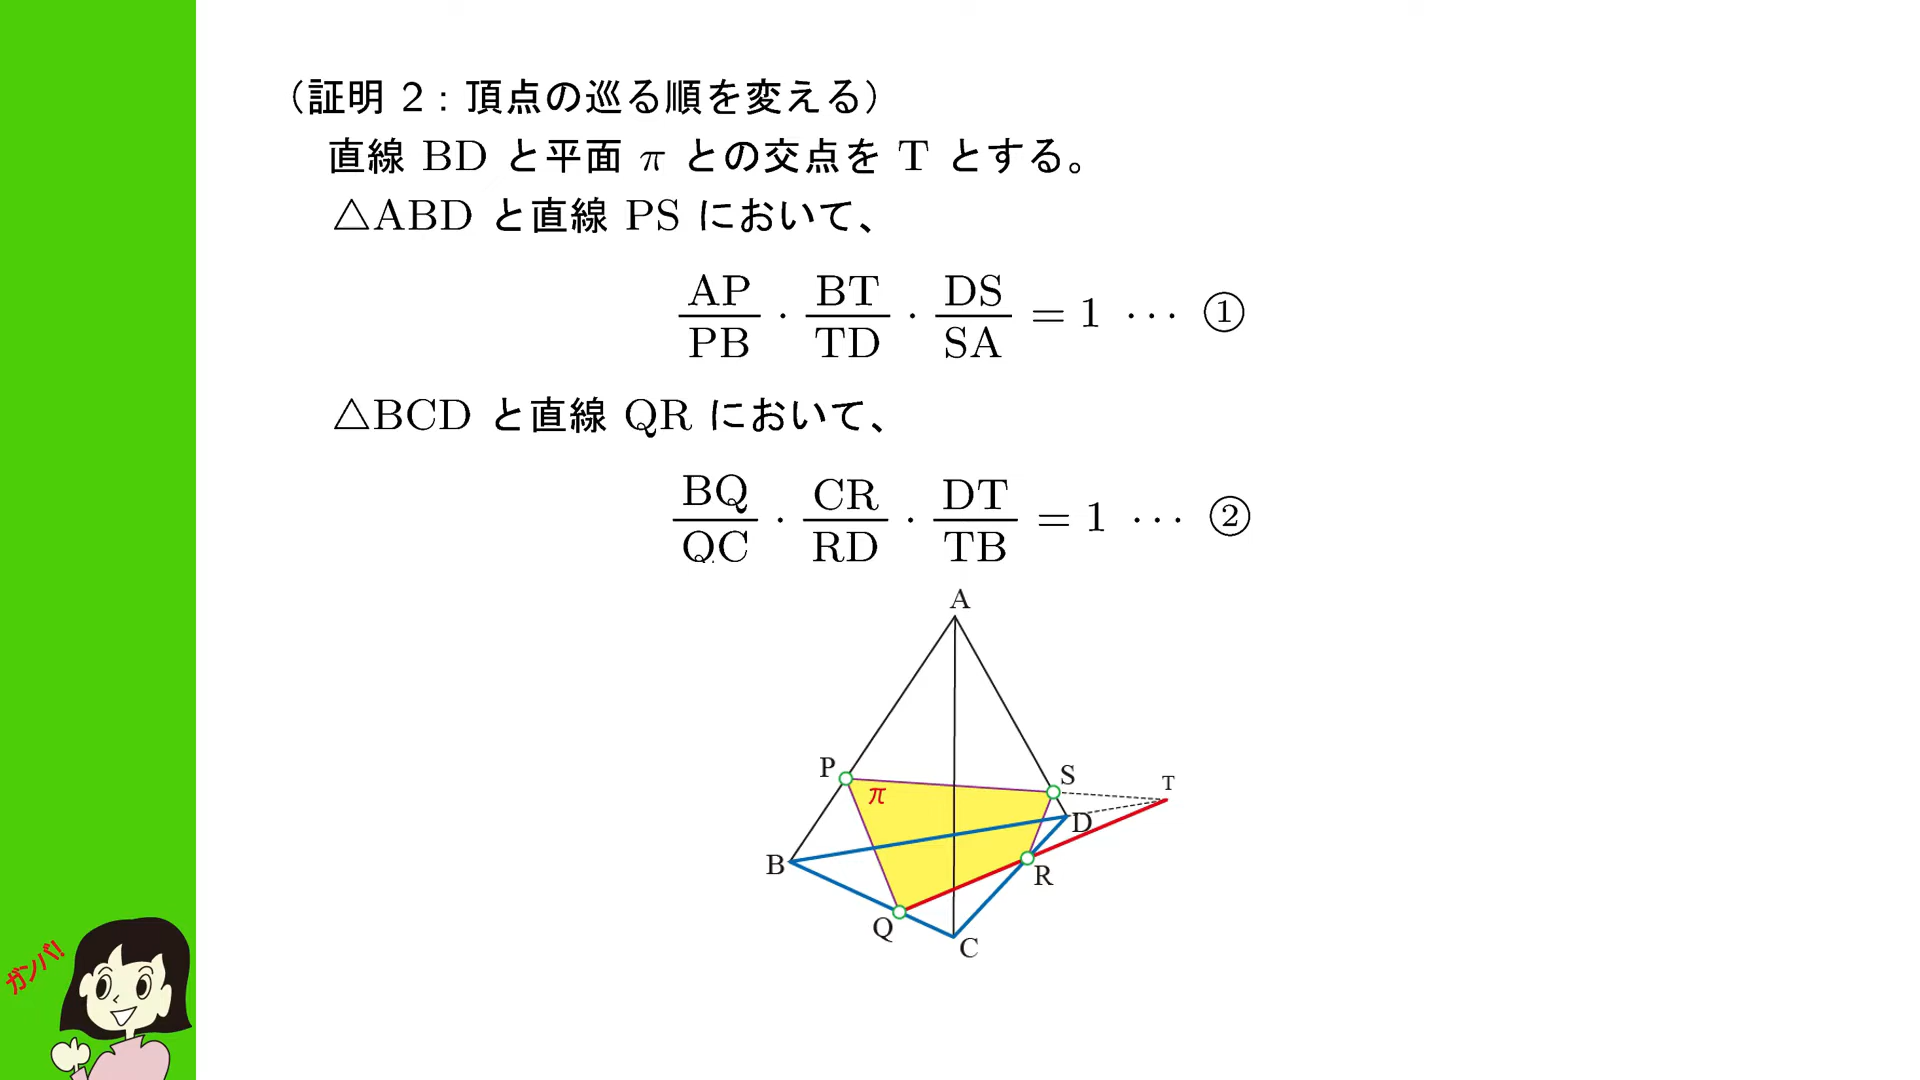 （証明 2：頂点の巡る順を変える）
直線 BD と平面 π との交点を T とする。
△ABD と直線 PS において、
AP/PB · BT/TD · DS/SA = 1 ··· ①
△BCD と直線 QR において、
BQ/QC · CR/RD · DT/TB = 1 ··· ②
A
P
π
S
T
D
B
R
Q
C
ガンバ!